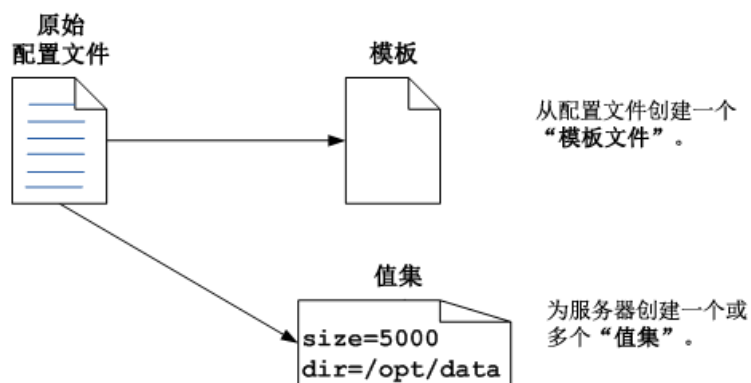 原始
配置文件
模板
从配置文件创建一个
“模板文件”。
值集
size=5000
dir=/opt/data
为服务器创建一个或
多个“值集”。